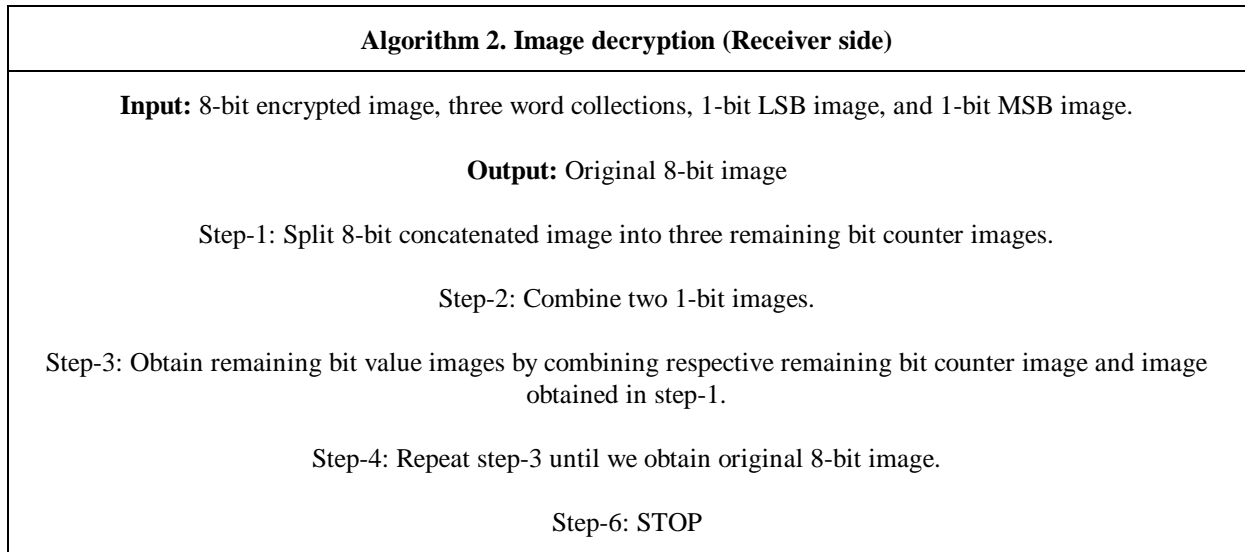 Algorithm 2. Image decryption (Receiver side)
Input: 8-bit encrypted image, three word collections, 1-bit LSB image, and 1-bit MSB image.
Output: Original 8-bit image
Step-1: Split 8-bit concatenated image into three remaining bit counter images.
Step-2: Combine two 1-bit images.
Step-3: Obtain remaining bit value images by combining respective remaining bit counter image and image
obtained in step-1.
Step-4: Repeat step-3 until we obtain original 8-bit image.
Step-6: STOP